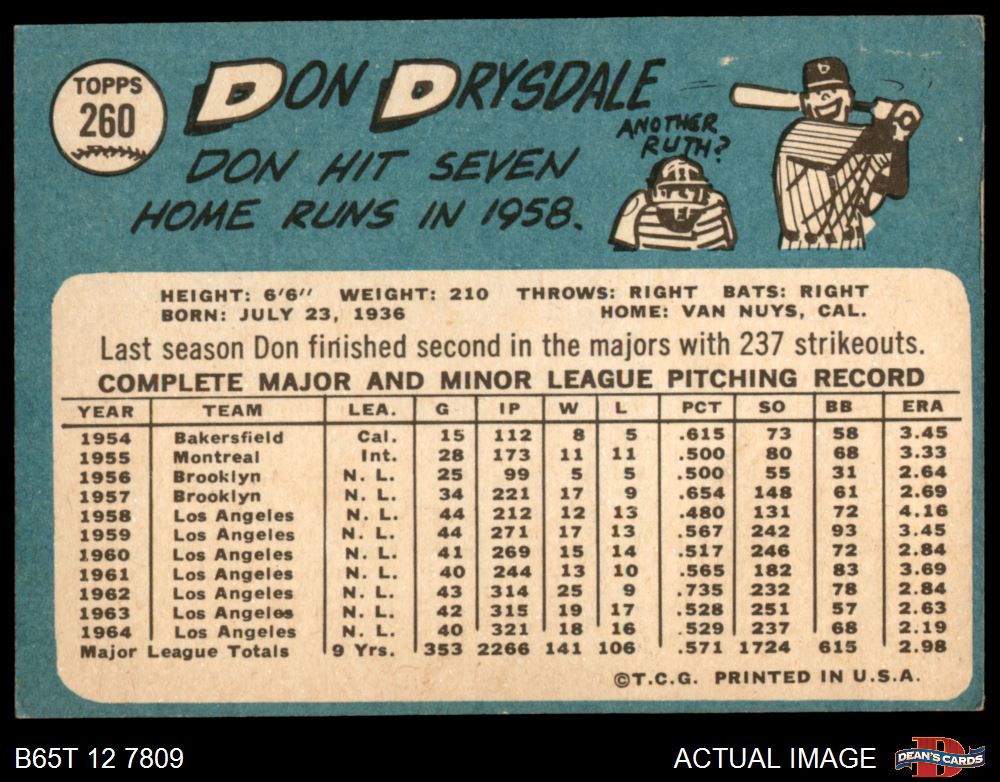 TOPPS
260
DON DRYSDALE
DON HIT SEVEN
HOME RUNS IN 1958.
ANOTHER
RUTH?
B
HEIGHT: 6'6" WEIGHT: 210 THROWS: RIGHT BATS: RIGHT
BORN: JULY 23, 1936 HOME: VAN NUYS, CAL.
Last season Don finished second in the majors with 237 strikeouts.
COMPLETE MAJOR AND MINOR LEAGUE PITCHING RECORD
YEAR TEAM LEA. G IP W L PCT SO BB ERA
1954 Bakersfield Cal. 15 112 8 5 .615 73 58 3.45
1955 Montreal Int. 28 173 11 11 .500 80 68 3.33
1956 Brooklyn N. L. 25 99 5 5 .500 55 31 2.64
1957 Brooklyn N. L. 34 221 17 9 .654 148 61 2.69
1958 Los Angeles N. L. 44 212 12 13 .480 131 72 4.16
1959 Los Angeles N. L. 44 271 17 13 .567 242 93 3.45
1960 Los Angeles N. L. 41 269 15 14 .517 246 72 2.84
1961 Los Angeles N. L. 40 244 13 10 .565 182 83 3.69
1962 Los Angeles N. L. 43 314 25 9 .735 232 78 2.84
1963 Los Angeles N. L. 42 315 19 17 .528 251 57 2.63
1964 Los Angeles N. L. 40 321 18 16 .529 237 68 2.19
Major League Totals 9 Yrs. 353 2266 141 106 .571 1724 615 2.98
©T.C.G. PRINTED IN U.S.A.
B65T 12 7809 ACTUAL IMAGE
D
DEAN'S CARDS